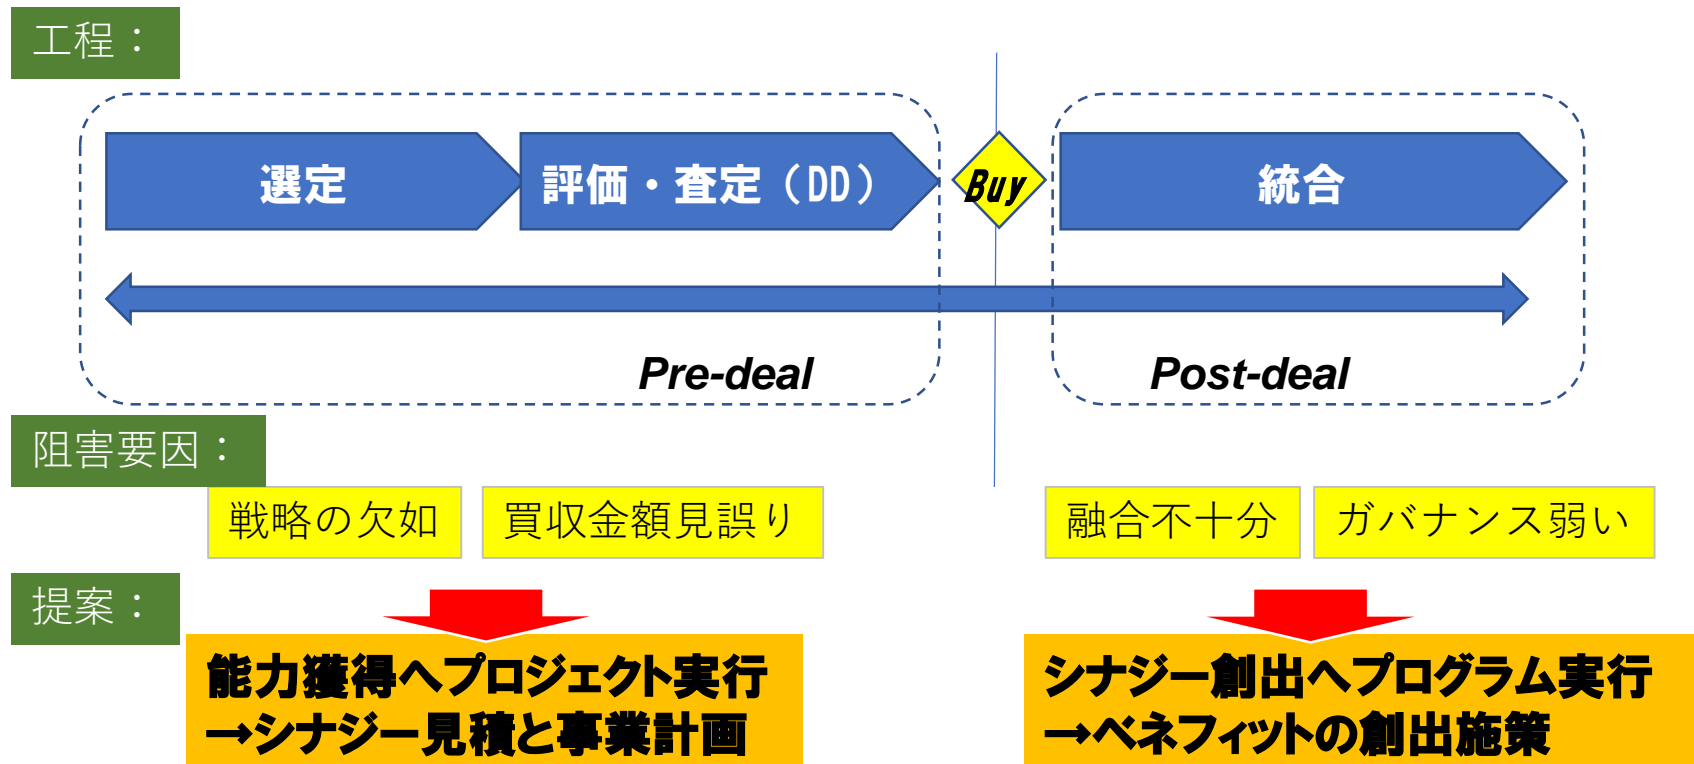 工程：
選定
評価・査定（DD）
Buy
統合
Pre-deal
Post-deal
阻害要因：
戦略の欠如
買収金額見誤り
融合不十分
ガバナンス弱い
提案：
能力獲得へプロジェクト実行
→シナジー見積と事業計画
シナジー創出へプログラム実行
→ベネフィットの創出施策